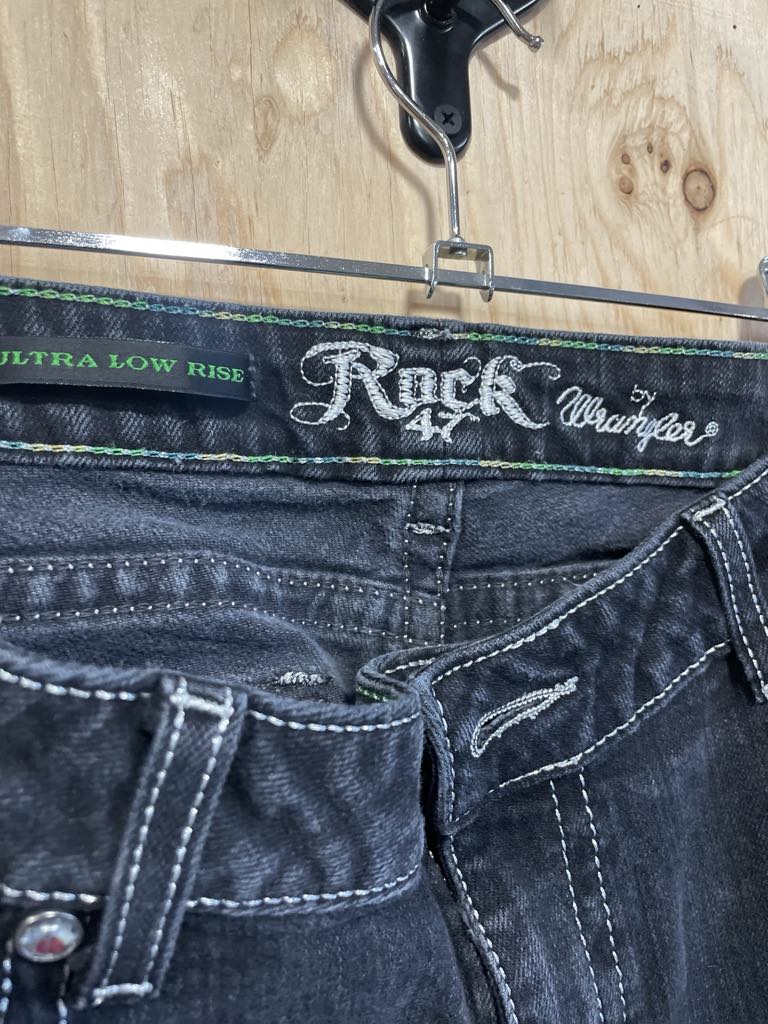 ULTRA LOW RISE
Rock
47
by
Wrangler®